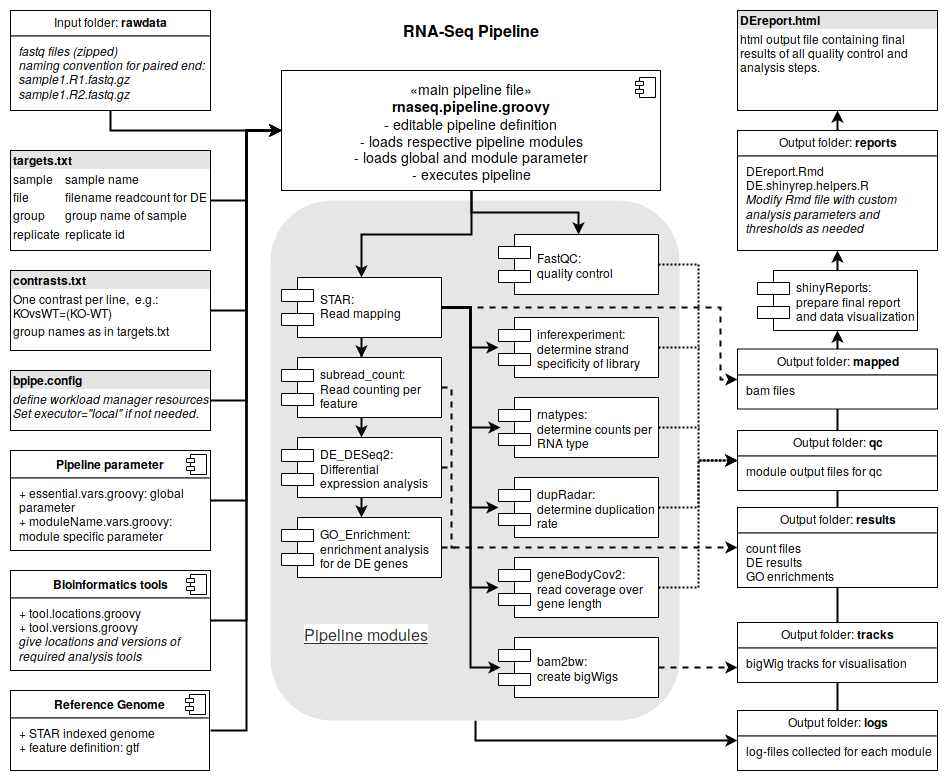 RNA-Seq Pipeline
Input folder: rawdata
fastq files (zipped)
naming convention for paired end:
sample1.R1.fastq.gz
sample1.R2.fastq.gz
targets.txt
sample sample name
file filename readcount for DE
group group name of sample
replicate replicate id
contrasts.txt
One contrast per line, e.g.:
KOvsWT=(KO-WT)
group names as in targets.txt
bpipe.config
define workload manager resources
Set executor="local" if not needed.
Pipeline parameter
+ essential.vars.groovy: global
parameter
+ moduleName.vars.groovy:
module specific parameter
Bioinformatics tools
+ tool.locations.groovy
+ tool.versions.groovy
give locations and versions of
required analysis tools
Reference Genome
+ STAR indexed genome
+ feature definition: gtf
«main pipeline file»
rnaseq.pipeline.groovy
- editable pipeline definition
- loads respective pipeline modules
- loads global and module parameter
- executes pipeline
STAR:
Read mapping
subread_count:
Read counting per
feature
DE_DESeq2:
Differential
expression analysis
GO_Enrichment:
enrichment analysis
for de DE genes
Pipeline modules
FastQC:
quality control
inferexperiment:
determine strand
specificity of library
rnatypes:
determine counts per
RNA type
dupRadar:
determine duplication
rate
geneBodyCov2:
read coverage over
gene length
bam2bw:
create bigWigs
DEreport.html
html output file containing final
results of all quality control and
analysis steps.
Output folder: reports
DEreport.Rmd
DE.shinyrep.helpers.R
Modify Rmd file with custom
analysis parameters and
thresholds as needed
shinyReports:
prepare final report
and data visualization
Output folder: mapped
bam files
Output folder: qc
module output files for qc
Output folder: results
count files
DE results
GO enrichments
Output folder: tracks
bigWig tracks for visualisation
Output folder: logs
log-files collected for each module